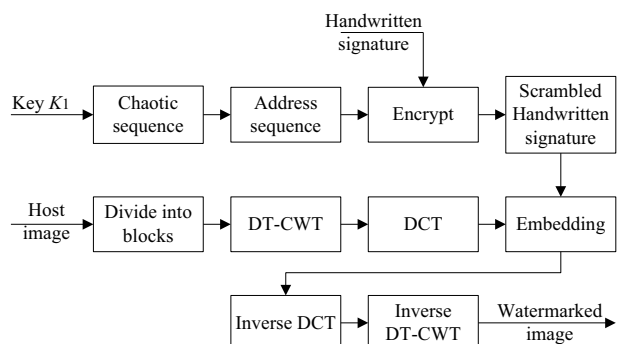 Handwritten
signature
Key K1
Chaotic
sequence
Address
sequence
Encrypt
Scrambled
Handwritten
signature
Host
image
Divide into
blocks
DT-CWT
DCT
Embedding
Inverse DCT
Inverse
DT-CWT
Watermarked
image